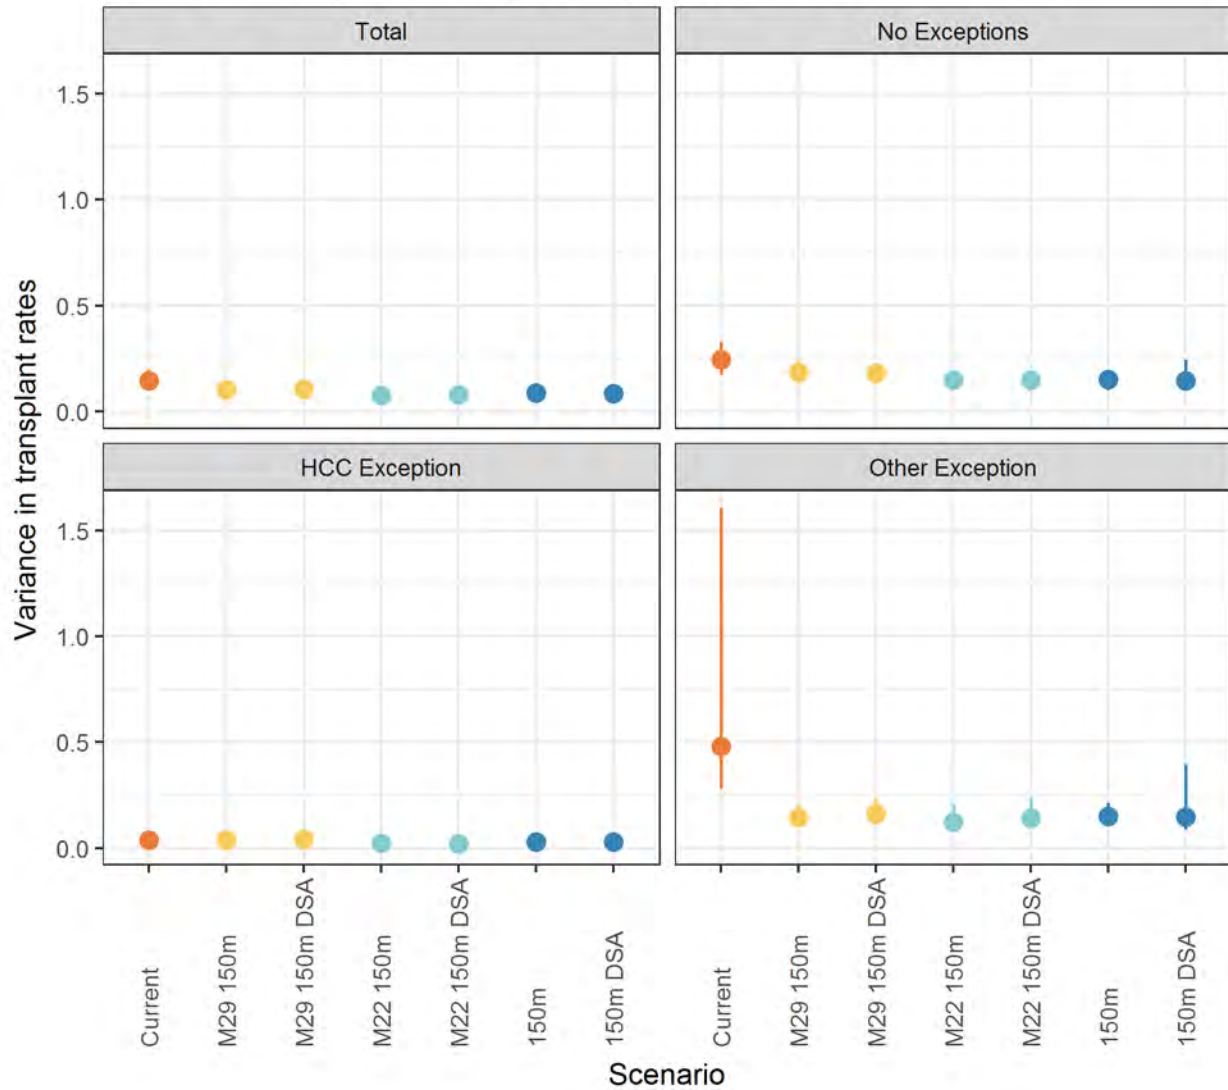 Total
No Exceptions
Variance in transplant rates
1.5
1.0
0.5
0.0
HCC Exception
Other Exception
1.5
1.0
0.5
0.0
Current
M29 150m
M29 150m DSA
M22 150m
M22 150m DSA
150m
150m DSA
Current
M29 150m
M29 150m DSA
M22 150m
M22 150m DSA
150m
150m DSA
Scenario